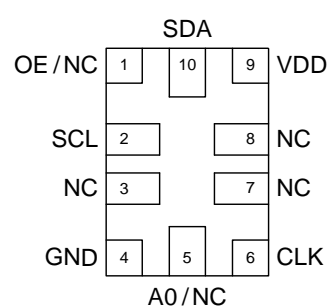 SDA
OE/NC 1 10 9 VDD
SCL 2 8 NC
NC 3 7 NC
GND 4 5 6 CLK
A0/NC